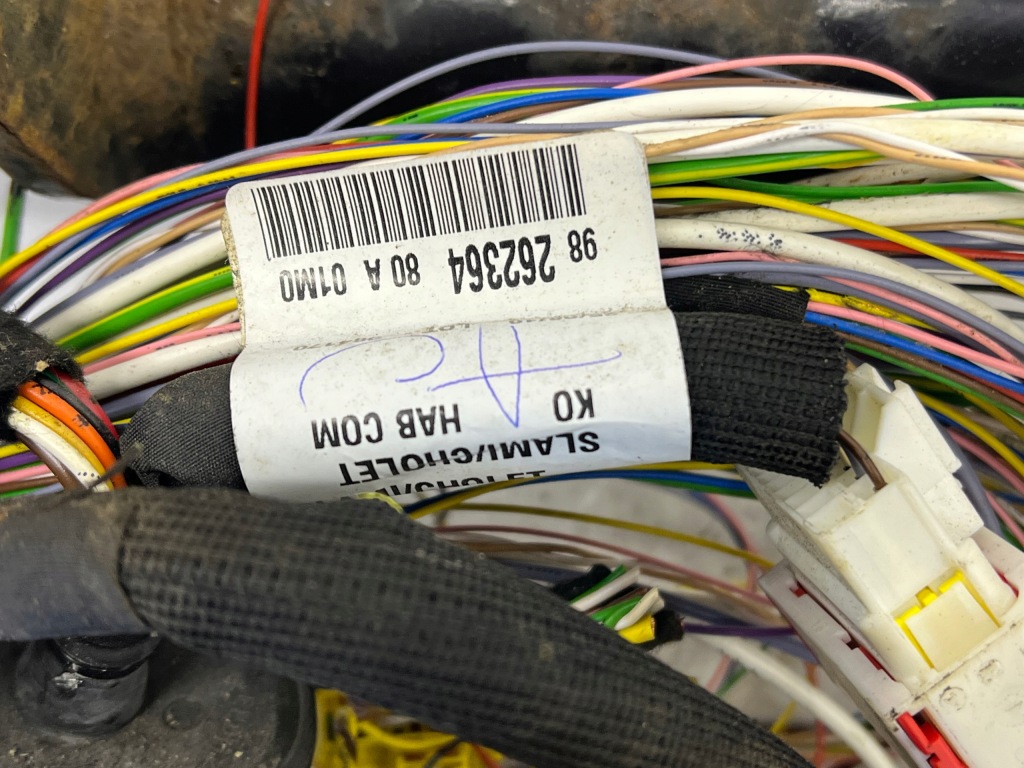 SLAMI/CHOLET
KO HAB COM
98 262364 80 A 01M0